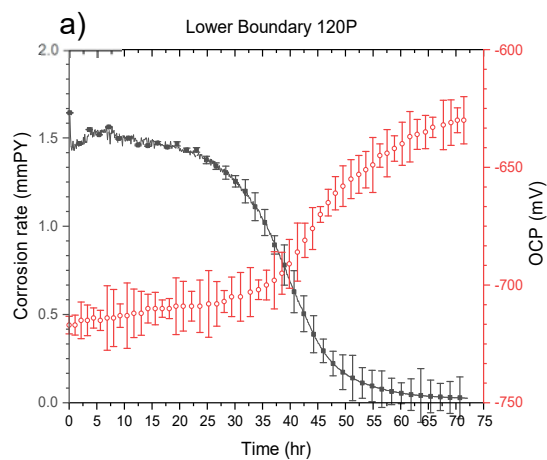 a) Lower Boundary 120P
2.0
1.5
1.0
0.5
0.0
Corrosion rate (mmPY)
-600
-650
-700
-750
OCP (mV)
0 5 10 15 20 25 30 35 40 45 50 55 60 65 70 75
Time (hr)